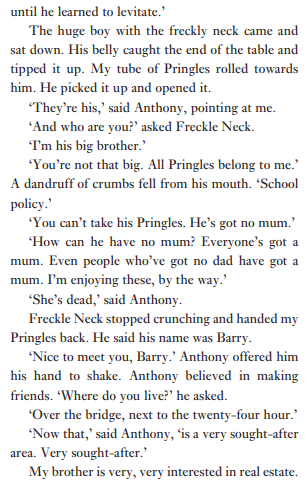 until he learned to levitate.’
The huge boy with the freckly neck came and
sat down. His belly caught the end of the table and
tipped it up. My tube of Pringles rolled towards
him. He picked it up and opened it.
‘They’re his,’ said Anthony, pointing at me.
‘And who are you?’ asked Freckle Neck.
‘I’m his big brother.’
‘You’re not that big. All Pringles belong to me.’
A dandruff of crumbs fell from his mouth. ‘School
policy.’
‘You can’t take his Pringles. He’s got no mum.’
‘How can he have no mum? Everyone’s got a
mum. Even people who’ve got no dad have got a
mum. I’m enjoying these, by the way.’
‘She’s dead,’ said Anthony.
Freckle Neck stopped crunching and handed my
Pringles back. He said his name was Barry.
‘Nice to meet you, Barry.’ Anthony offered him
his hand to shake. Anthony believed in making
friends. ‘Where do you live?’ he asked.
‘Over the bridge, next to the twenty-four hour.’
‘Now that,’ said Anthony, ‘is a very sought-after
area. Very sought-after.’
My brother is very, very interested in real estate.